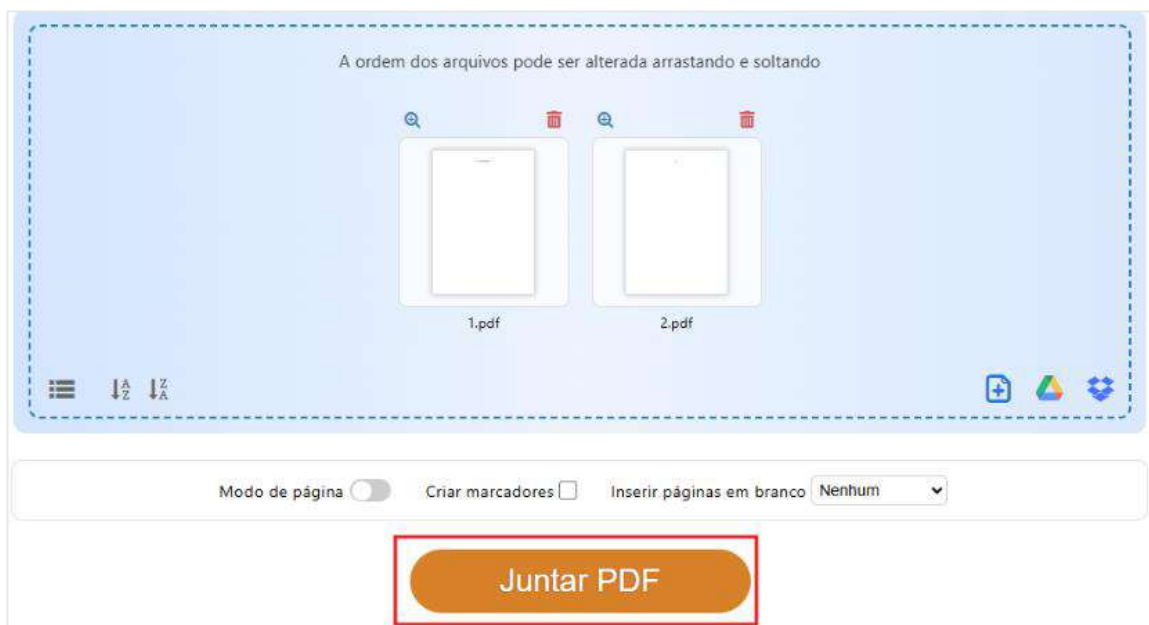 A ordem dos arquivos pode ser alterada arrastando e soltando
1.pdf 2.pdf
A Z Z A
Modo de página Criar marcadores Inserir páginas em branco Nenhum
Juntar PDF